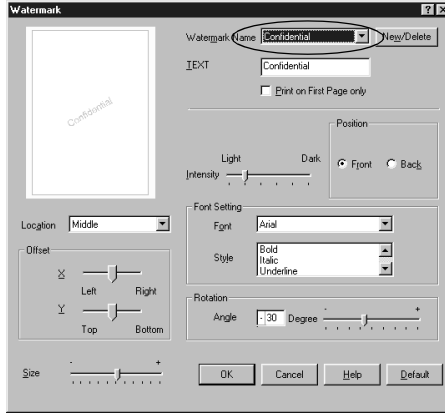 Watermark
Watermark Name Confidential New/Delete
TEXT Confidential
Print on First Page only
Confidential
Position
Light Dark
Intensity
Front Back
Location Middle
Font Setting
Font Arial
Style Bold
Italic
Underline
Offset
X
Left Right
Y
Top Bottom
Rotation
Angle - 30 Degree - +
Size - +
OK Cancel Help Default